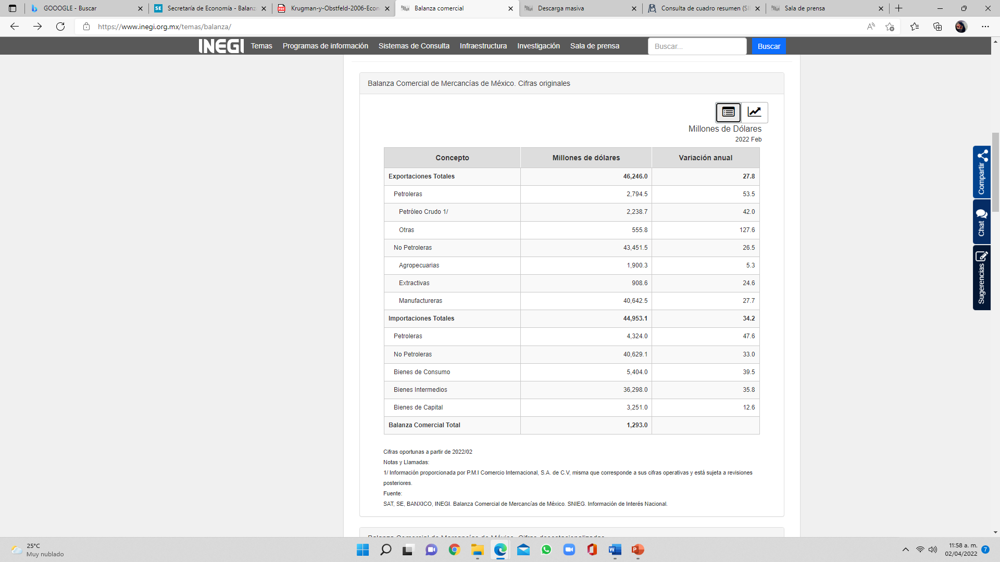 GOOOGLE - Buscar
Secretaría de Economía - Balanz
Krugman-y-Obstfeld-2006-Econ
Balanza comercial
Descarga masiva
Consulta de cuadro resumen (SI
Sala de prensa
https://www.inegi.org.mx/temas/balanza/
INEGI Temas Programas de información Sistemas de Consulta Infraestructura Investigación Sala de prensa Buscar... Buscar
Balanza Comercial de Mercancías de México. Cifras originales
Millones de Dólares
2022 Feb
Concepto Millones de dólares Variación anual
Exportaciones Totales 46,246.0 27.8
Petroleras 2,794.5 53.5
Petróleo Crudo 1/ 2,238.7 42.0
Otras 555.8 127.6
No Petroleras 43,451.5 26.5
Agropecuarias 1,900.3 5.3
Extractivas 908.6 24.6
Manufactureras 40,642.5 27.7
Importaciones Totales 44,953.1 34.2
Petroleras 4,324.0 47.6
No Petroleras 40,629.1 33.0
Bienes de Consumo 5,404.0 39.5
Bienes Intermedios 36,298.0 35.8
Bienes de Capital 3,251.0 12.6
Balanza Comercial Total 1,293.0
Cifras oportunas a partir de 2022/02
Notas y Llamadas:
1/ Información proporcionada por P.M.I Comercio Internacional, S.A. de C.V, misma que corresponde a sus cifras operativas y está sujeta a revisiones
posteriores.
Fuente:
SAT, SE, BANXICO, INEGI. Balanza Comercial de Mercancías de México. SNIEG. Información de Interés Nacional.
Balanza Comercial de Mercancías de México. Cifras desestacionalizadas
Compartir
Chat
Sugerencias
25°C
Muy nublado
11:58 a. m.
02/04/2022
7